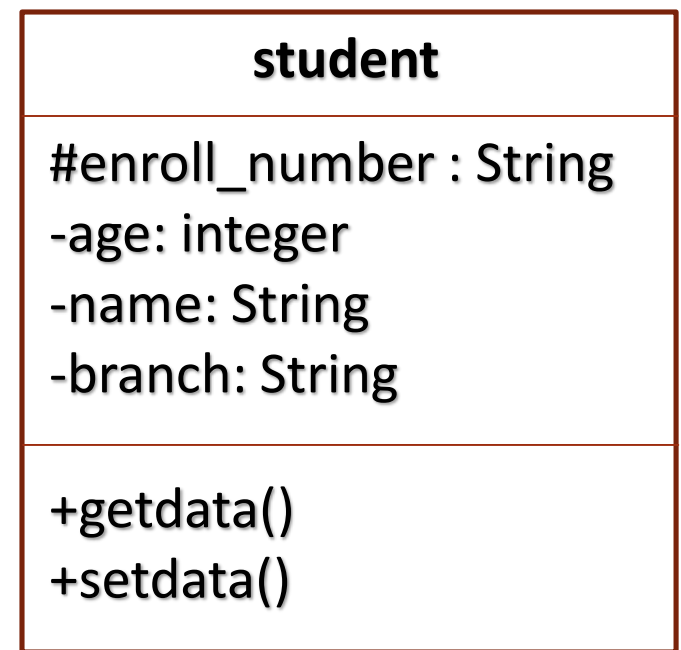 student
#enroll_number : String
-age: integer
-name: String
-branch: String
+getdata()
+setdata()